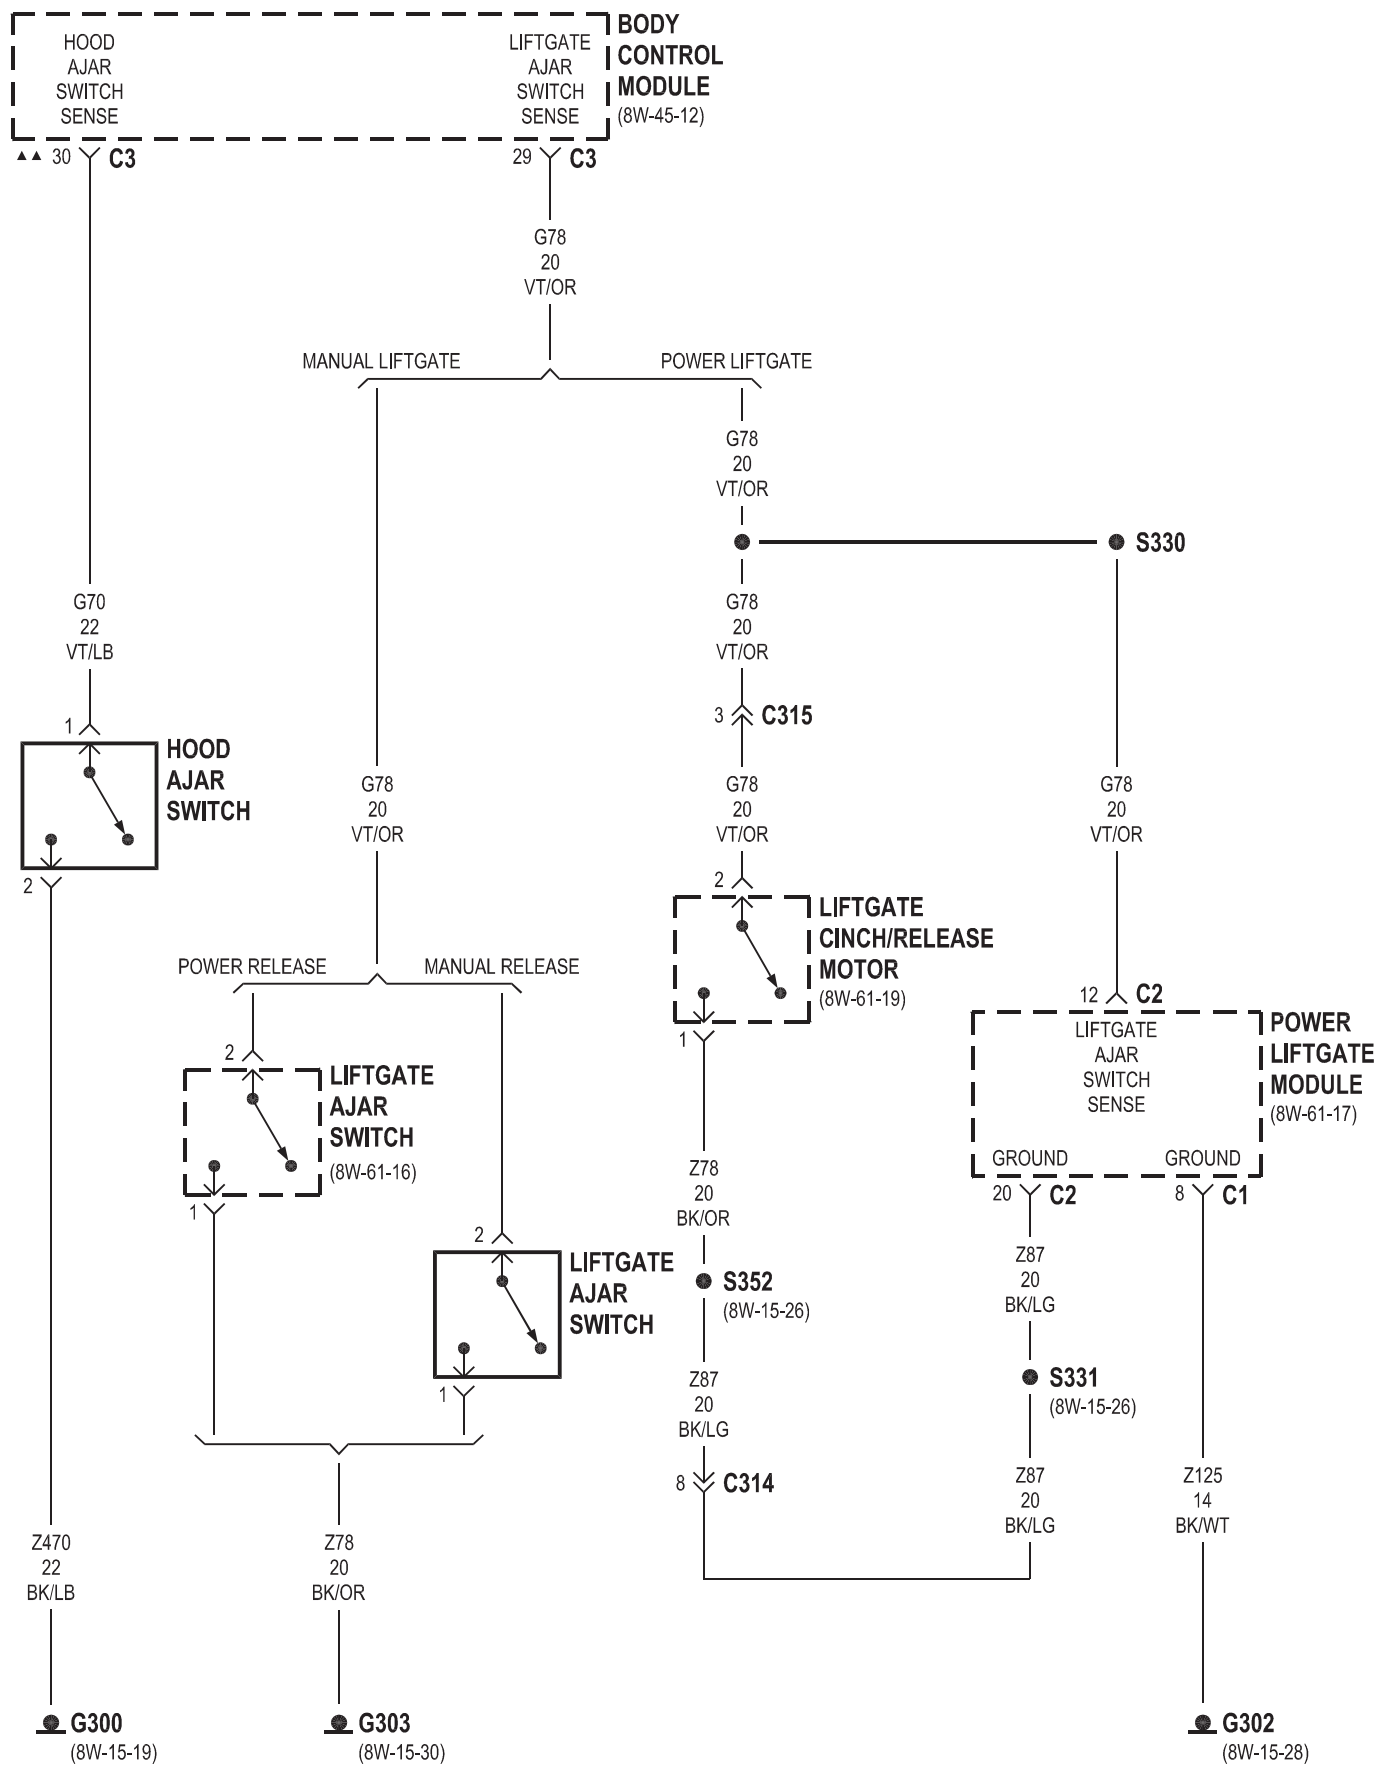 HOOD
AJAR
SWITCH
SENSE
LIFTGATE
AJAR
SWITCH
SENSE
BODY
CONTROL
MODULE
(8W-45-12)
▲▲ 30 C3
29 C3
G78
20
VT/OR
MANUAL LIFTGATE
POWER LIFTGATE
G78
20
VT/OR
S330
G70
22
VT/LB
G78
20
VT/OR
3 C315
1
HOOD
AJAR
SWITCH
2
G78
20
VT/OR
G78
20
VT/OR
G78
20
VT/OR
2
LIFTGATE
CINCH/RELEASE
MOTOR
(8W-61-19)
1
POWER RELEASE
MANUAL RELEASE
12 C2
LIFTGATE
AJAR
SWITCH
SENSE
POWER
LIFTGATE
MODULE
(8W-61-17)
GROUND
GROUND
20 C2
8 C1
2
LIFTGATE
AJAR
SWITCH
(8W-61-16)
1
2
LIFTGATE
AJAR
SWITCH
1
Z78
20
BK/OR
S352
(8W-15-26)
Z87
20
BK/LG
Z87
20
BK/LG
S331
(8W-15-26)
8 C314
Z87
20
BK/LG
Z125
14
BK/WT
Z470
22
BK/LB
Z78
20
BK/OR
G300
(8W-15-19)
G303
(8W-15-30)
G302
(8W-15-28)